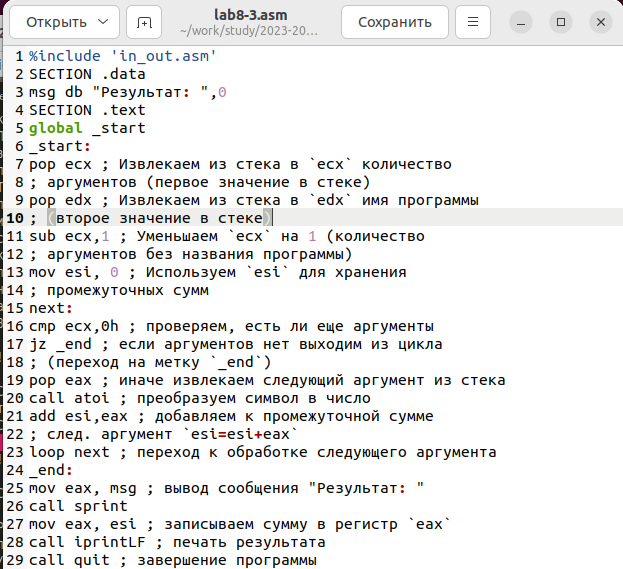 Открыть
lab8-3.asm
~/work/study/2023-20...
Сохранить
1 %include 'in_out.asm'
2 SECTION .data
3 msg db "Результат: ",0
4 SECTION .text
5 global _start
6 _start:
7 pop ecx ; Извлекаем из стека в `ecx` количество
8 ; аргументов (первое значение в стеке)
9 pop edx ; Извлекаем из стека в `edx` имя программы
10 ; (второе значение в стеке)
11 sub ecx,1 ; Уменьшаем `ecx` на 1 (количество
12 ; аргументов без названия программы)
13 mov esi, 0 ; Используем `esi` для хранения
14 ; промежуточных сумм
15 next:
16 cmp ecx,0h ; проверяем, есть ли еще аргументы
17 jz _end ; если аргументов нет выходим из цикла
18 ; (переход на метку `_end`)
19 pop eax ; иначе извлекаем следующий аргумент из стека
20 call atoi ; преобразуем символ в число
21 add esi,eax ; добавляем к промежуточной сумме
22 ; след. аргумент `esi=esi+eax`
23 loop next ; переход к обработке следующего аргумента
24 _end:
25 mov eax, msg ; вывод сообщения "Результат: "
26 call sprint
27 mov eax, esi ; записываем сумму в регистр `eax`
28 call iprintLF ; печать результата
29 call quit ; завершение программы